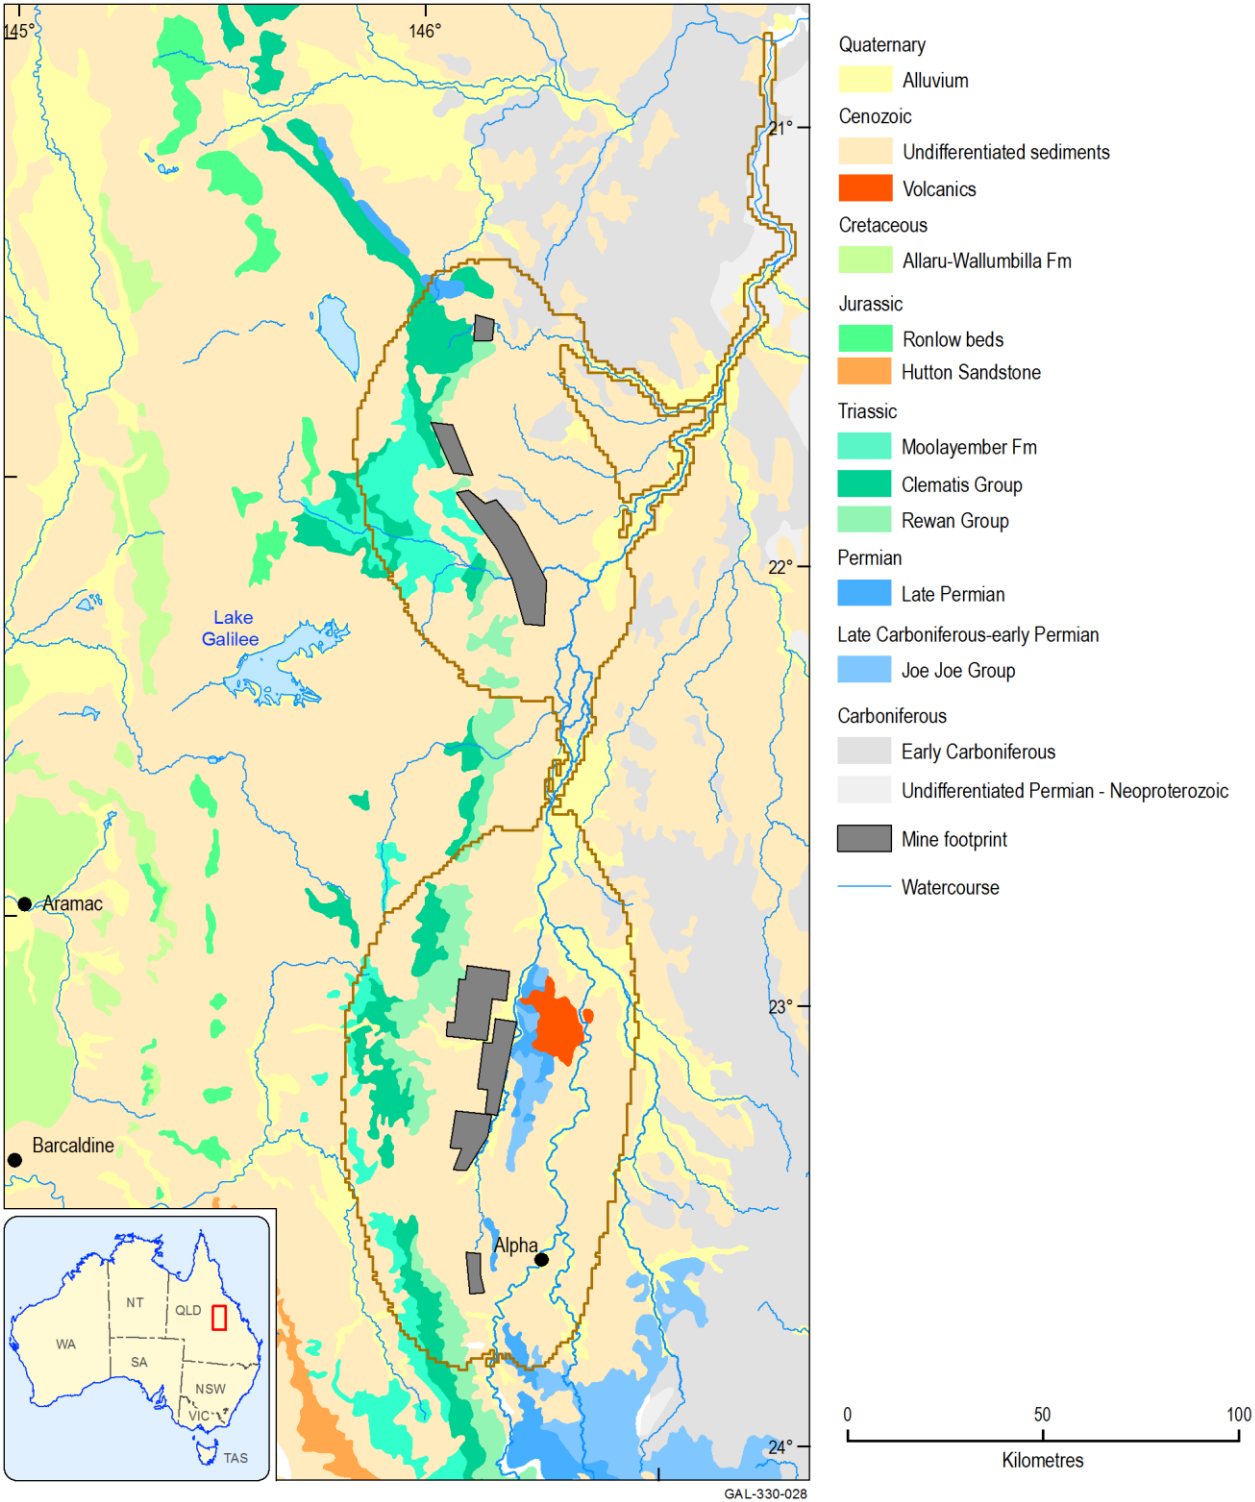 145°
146°
21°
22°
23°
24°
Lake
Galilee
Aramac
Barcaldine
Alpha
NT
QLD
WA
SA
NSW
VIC
TAS
Quaternary
Alluvium
Cenozoic
Undifferentiated sediments
Volcanics
Cretaceous
Allaru-Wallumbilla Fm
Jurassic
Ronlow beds
Hutton Sandstone
Triassic
Moolayember Fm
Clematis Group
Rewan Group
Permian
Late Permian
Late Carboniferous-early Permian
Joe Joe Group
Carboniferous
Early Carboniferous
Undifferentiated Permian - Neoproterozoic
Mine footprint
Watercourse
0 50 100
Kilometres
GAL-330-028